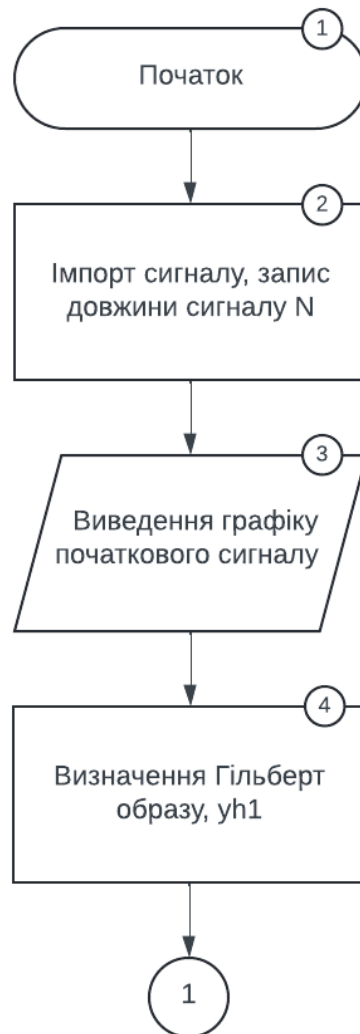 1
Початок
2
Імпорт сигналу, запис
довжини сигналу N
3
Виведення графіку
початкового сигналу
4
Визначення Гільберт
образу, yh1
1